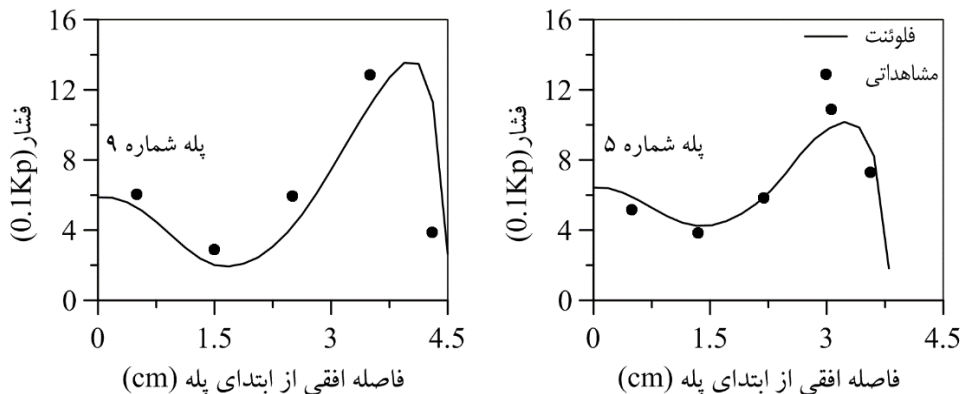 16
12
8
4
0
فشار(0.1Kp))
پله شماره ۹
0 1.5 3 4.5
فاصله افقی از ابتدای پله (cm)
16
12
8
4
0
فشار(0.1Kp))
فلوئنت
مشاهداتی
پله شماره ۵
0 1.5 3 4.5
فاصله افقی از ابتدای پله (cm)